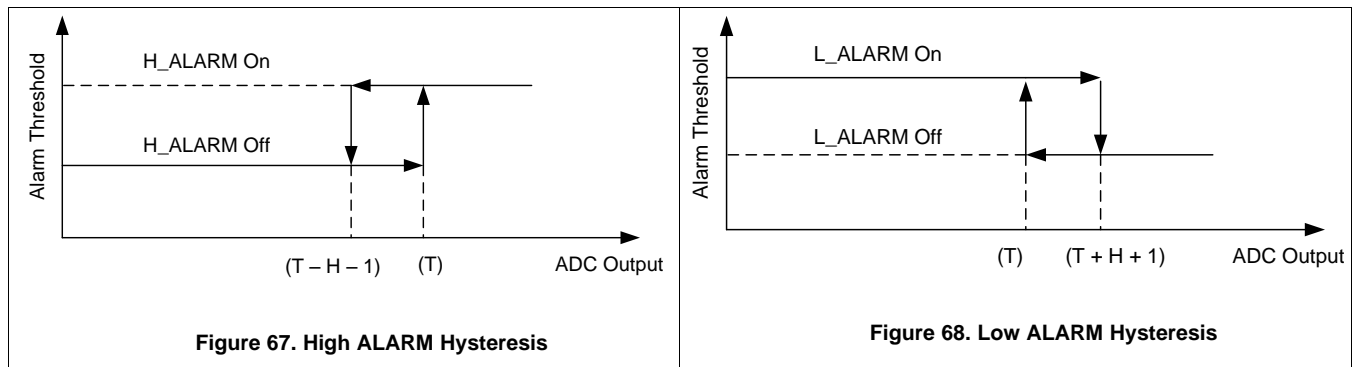 Alarm Threshold
H_ALARM On
H_ALARM Off
(T – H – 1)
(T)
ADC Output
Figure 67. High ALARM Hysteresis
Alarm Threshold
L_ALARM On
L_ALARM Off
(T)
(T + H + 1)
ADC Output
Figure 68. Low ALARM Hysteresis